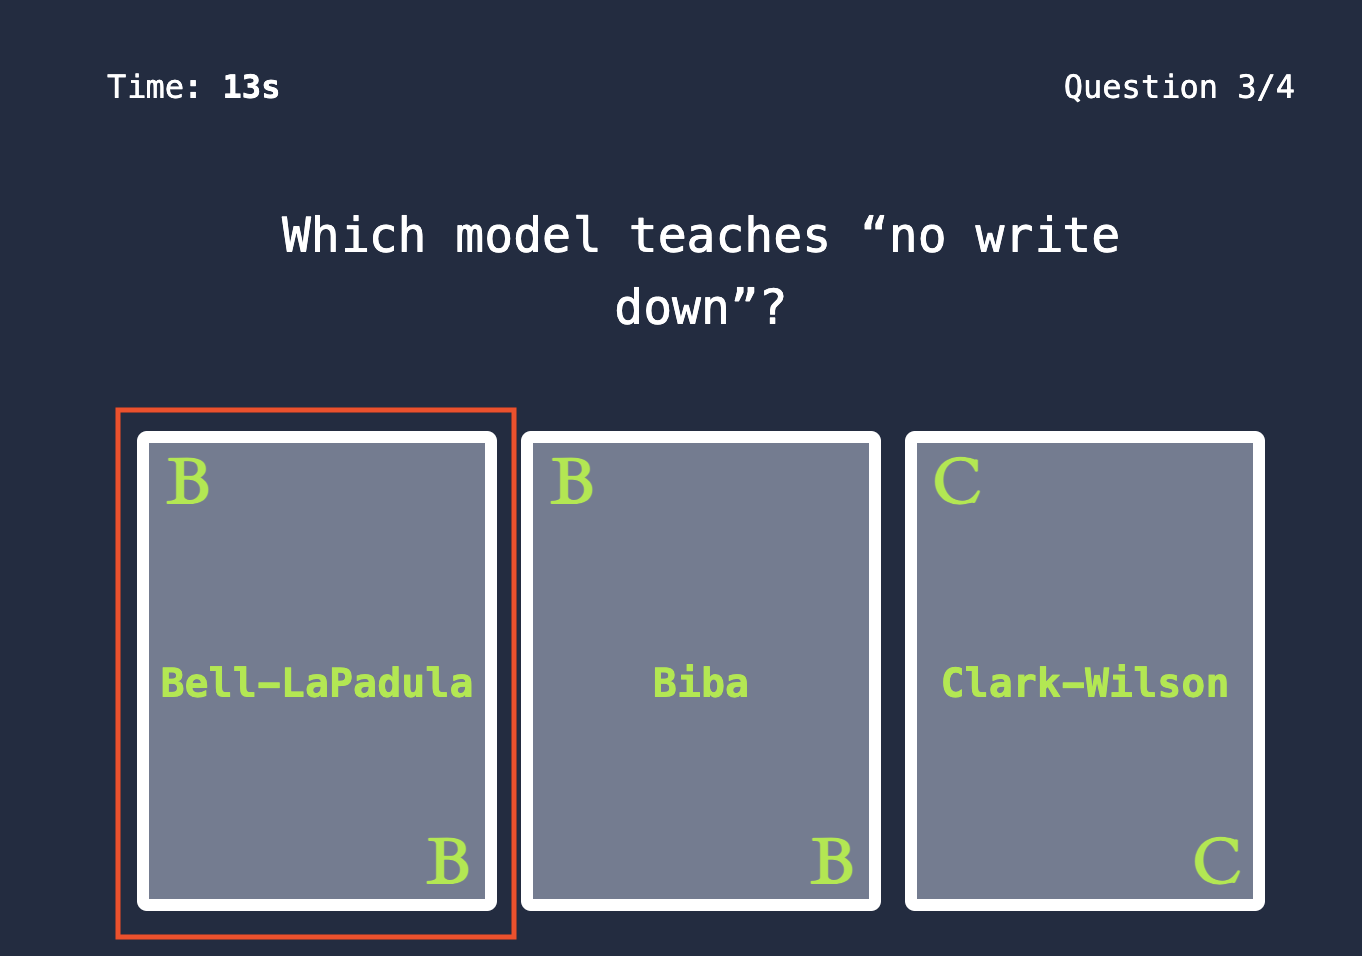 Time: 13s
Question 3/4
Which model teaches “no write
down”?
B
B
C
Bell-LaPadula
Biba
Clark-Wilson
B
B
C